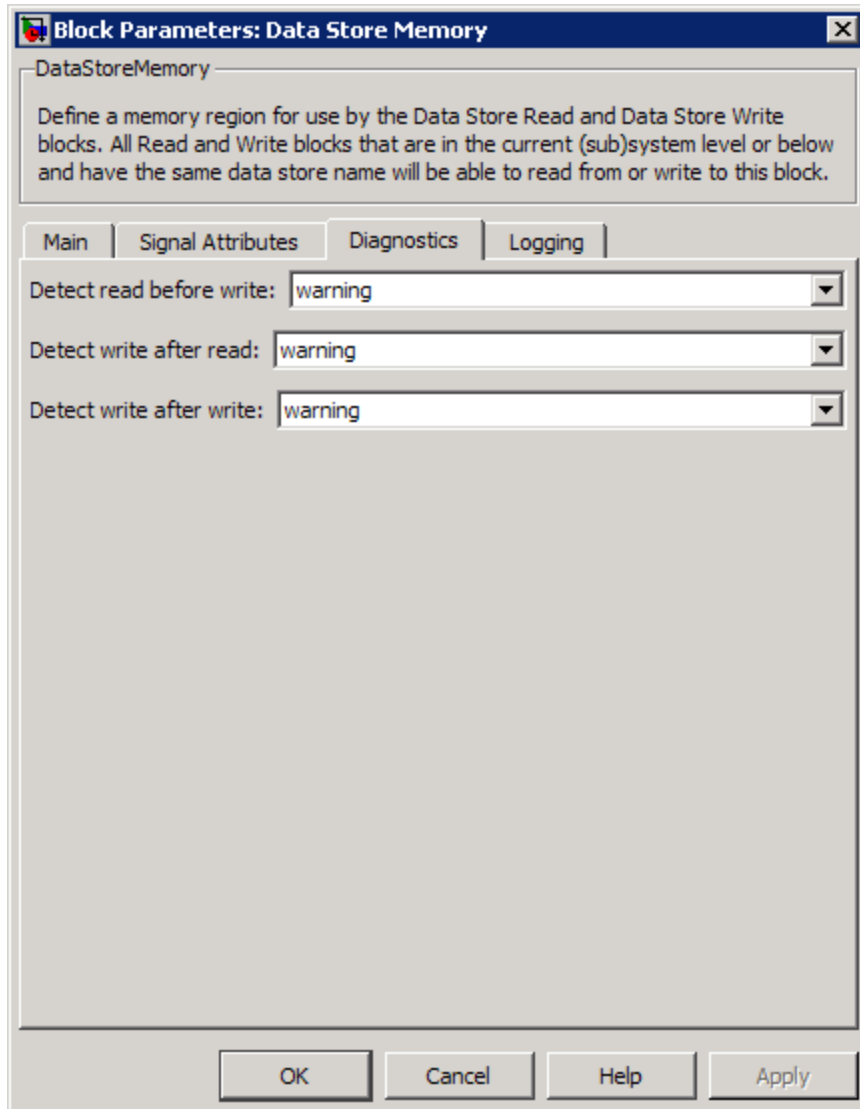 Block Parameters: Data Store Memory
DataStoreMemory
Define a memory region for use by the Data Store Read and Data Store Write
blocks. All Read and Write blocks that are in the current (sub)system level or below
and have the same data store name will be able to read from or write to this block.
Main Signal Attributes Diagnostics Logging
Detect read before write: warning
Detect write after read: warning
Detect write after write: warning
OK Cancel Help Apply